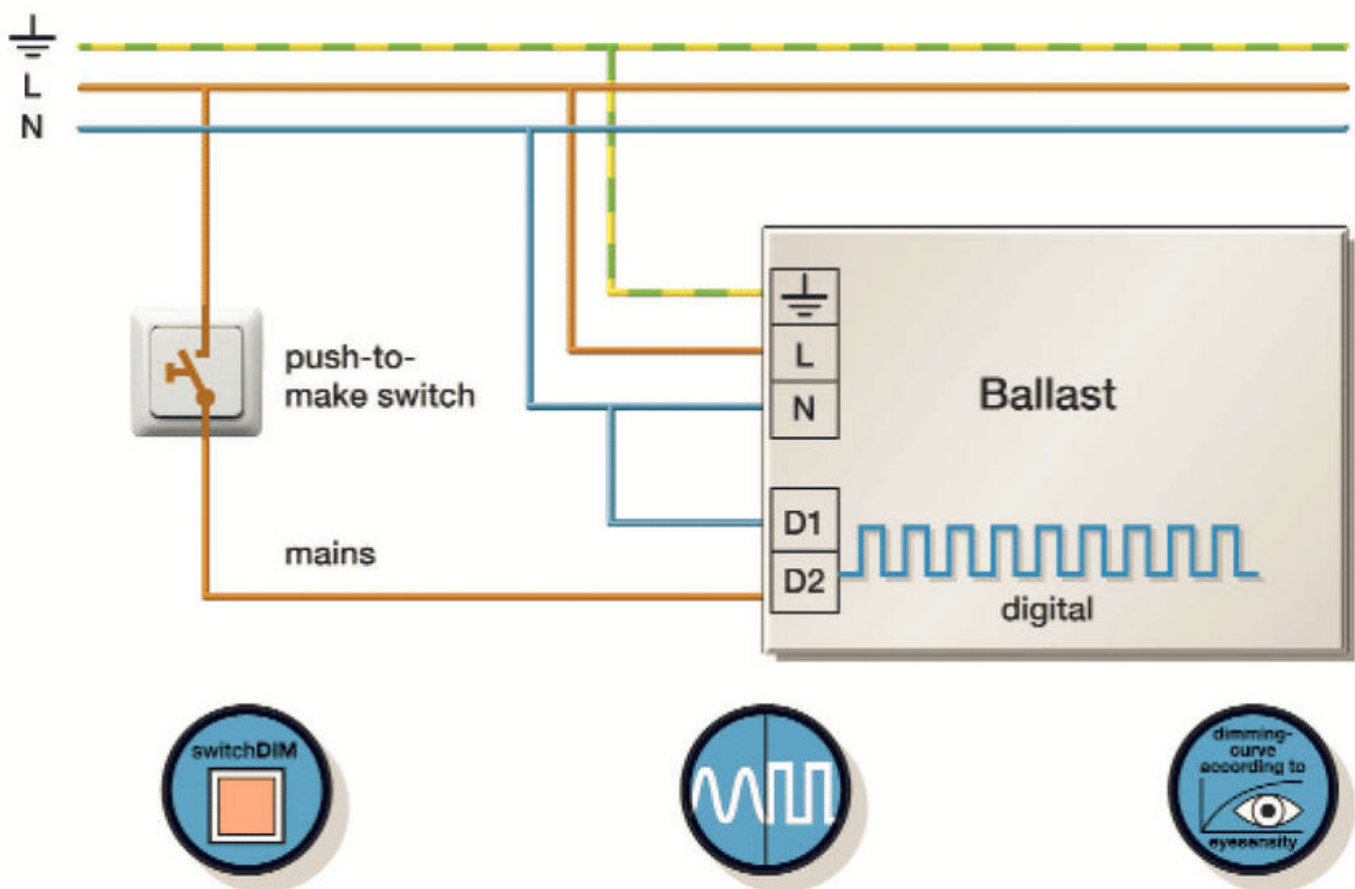 L
N
push-to-
make switch
L
N
Ballast
D1
mains
D2
digital
switchDIM
dimming-
curve
according to
eyesensity